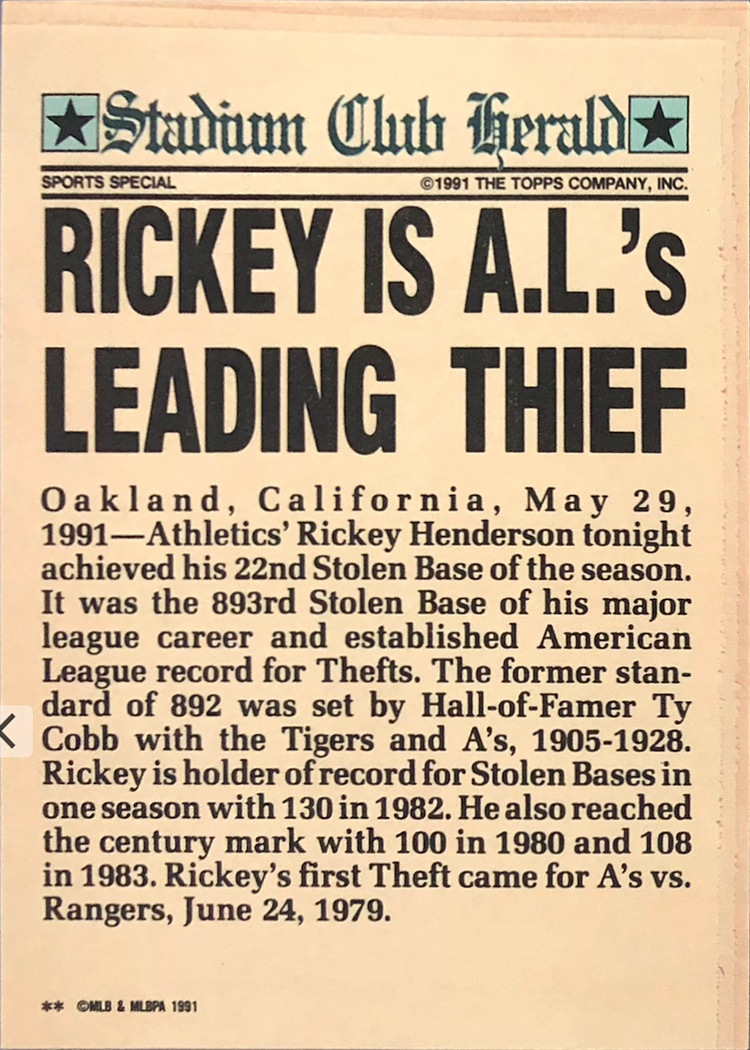 Stadium Club Herald
SPORTS SPECIAL ©1991 THE TOPPS COMPANY, INC.
RICKEY IS A.L.'s
LEADING THIEF
Oakland, California, May 29,
1991—Athletics' Rickey Henderson tonight
achieved his 22nd Stolen Base of the season.
It was the 893rd Stolen Base of his major
league career and established American
League record for Thefts. The former stan-
dard of 892 was set by Hall-of-Famer Ty
Cobb with the Tigers and A's, 1905-1928.
Rickey is holder of record for Stolen Bases in
one season with 130 in 1982. He also reached
the century mark with 100 in 1980 and 108
in 1983. Rickey's first Theft came for A's vs.
Rangers, June 24, 1979.
** ©MLB & MLBPA 1991